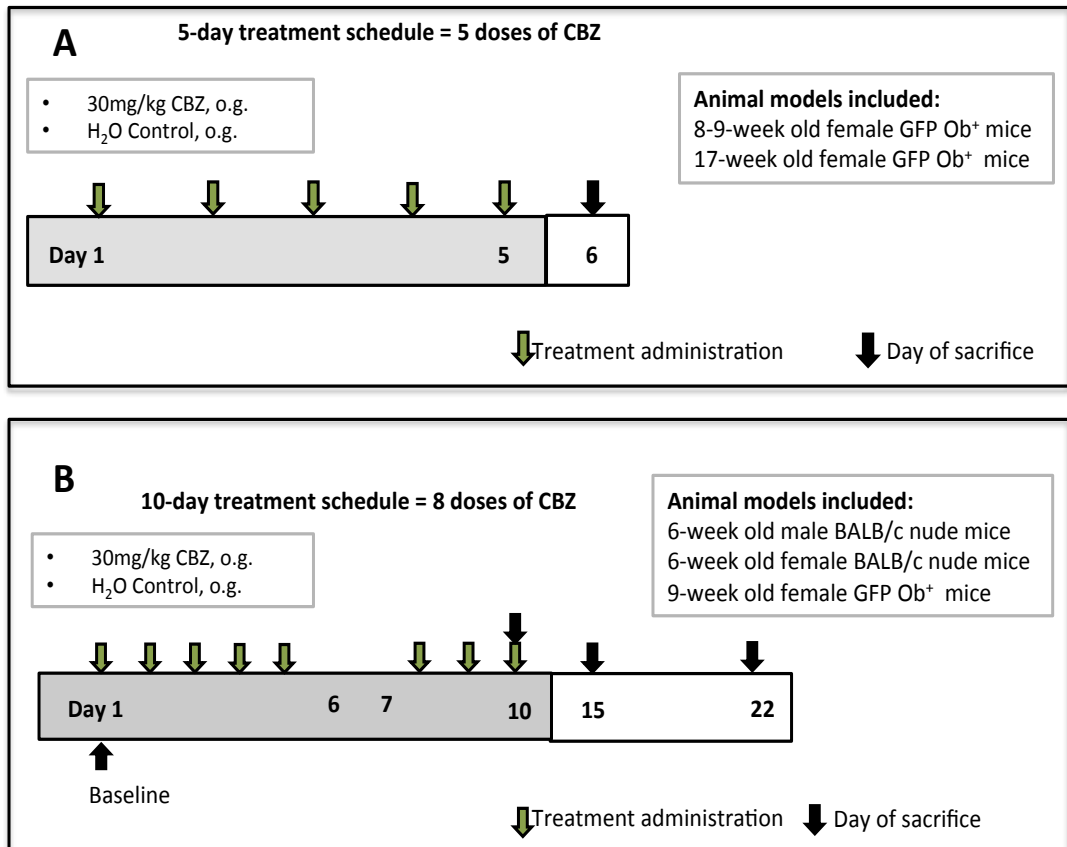 A
5-day treatment schedule = 5 doses of CBZ
• 30mg/kg CBZ, o.g.
• H₂O Control, o.g.
Animal models included:
8-9-week old female GFP Ob⁺ mice
17-week old female GFP Ob⁺ mice
Day 1 5 6
Treatment administration Day of sacrifice
B
10-day treatment schedule = 8 doses of CBZ
• 30mg/kg CBZ, o.g.
• H₂O Control, o.g.
Animal models included:
6-week old male BALB/c nude mice
6-week old female BALB/c nude mice
9-week old female GFP Ob⁺ mice
Day 1 6 7 10 15 22
Baseline
Treatment administration Day of sacrifice